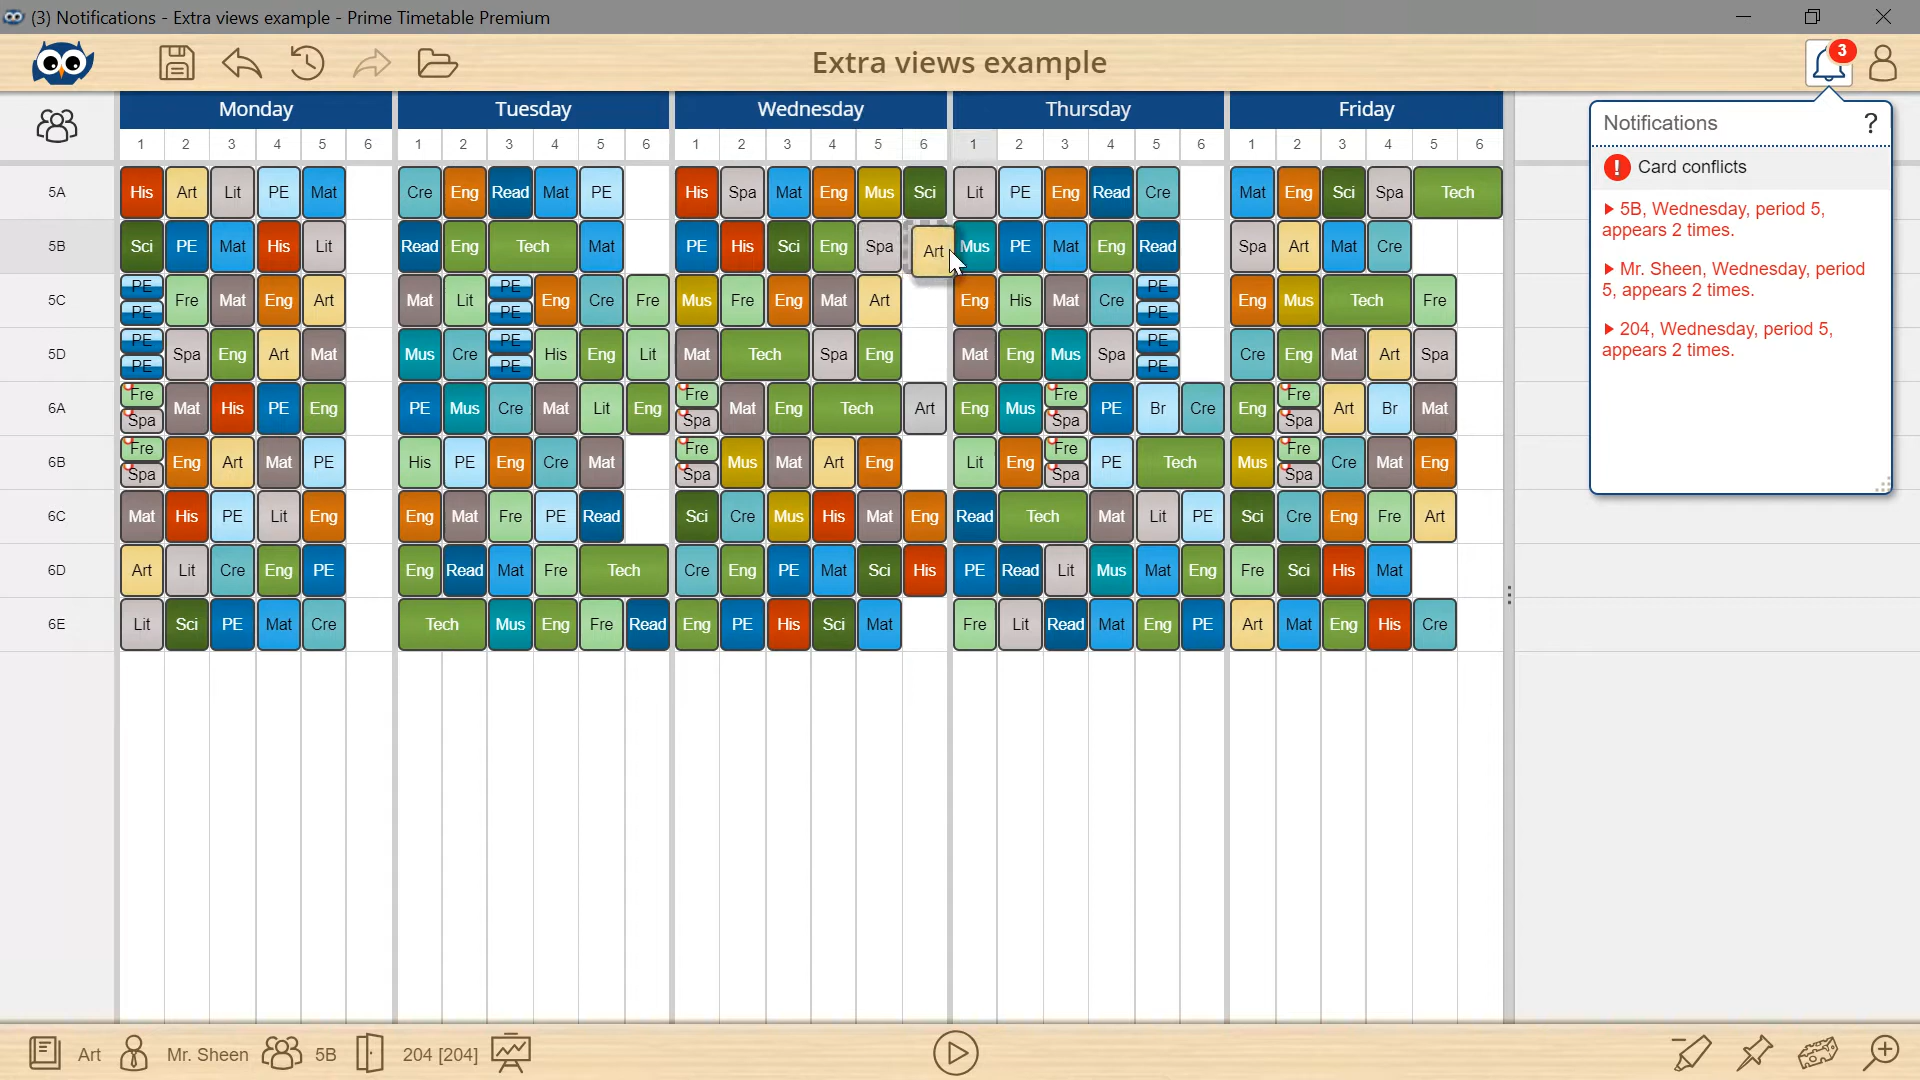 (3) Notifications - Extra views example - Prime Timetable Premium
Extra views example
3
Monday Tuesday Wednesday Thursday Friday
1 2 3 4 5 6 1 2 3 4 5 6 1 2 3 4 5 6 1 2 3 4 5 6 1 2 3 4 5 6
5A His Art Lit PE Mat Cre Eng Read Mat PE His Spa Mat Eng Mus Sci Lit PE Eng Read Cre Mat Eng Sci Spa Tech
5B Sci PE Mat His Lit Read Eng Tech Mat PE His Sci Eng Spa Art Mus PE Mat Eng Read Spa Art Mat Cre
5C PE PE Fre Mat Eng Art Mat Lit PE PE Eng Cre Fre Mus Fre Eng Mat Art Eng His Mat Cre PE PE Eng Mus Tech Fre
5D PE PE Spa Eng Art Mat Mus Cre PE PE His Eng Lit Mat Tech Spa Eng Mat Eng Mus Spa PE PE Cre Eng Mat Art Spa
6A Fre Spa Mat His PE Eng PE Mus Cre Mat Lit Eng Fre Spa Mat Eng Tech Art Eng Mus Fre Spa PE Br Cre Eng Fre Spa Art Br Mat
6B Fre Spa Eng Art Mat PE His PE Eng Cre Mat Fre Spa Mus Mat Art Eng Lit Eng Fre Spa PE Tech Mus Fre Spa Cre Mat Eng
6C Mat His PE Lit Eng Eng Mat Fre PE Read Sci Cre Mus His Mat Eng Read Tech Mat Lit PE Sci Cre Eng Fre Art
6D Art Lit Cre Eng PE Eng Read Mat Fre Tech Cre Eng PE Mat Sci His PE Read Lit Mus Mat Eng Fre Sci His Mat
6E Lit Sci PE Mat Cre Tech Mus Eng Fre Read Eng PE His Sci Mat Fre Lit Read Mat Eng PE Art Mat Eng His Cre
Notifications ?
! Card conflicts
5B, Wednesday, period 5,
appears 2 times.
Mr. Sheen, Wednesday, period
5, appears 2 times.
204, Wednesday, period 5,
appears 2 times.
Art Mr. Sheen 5B 204 [204]